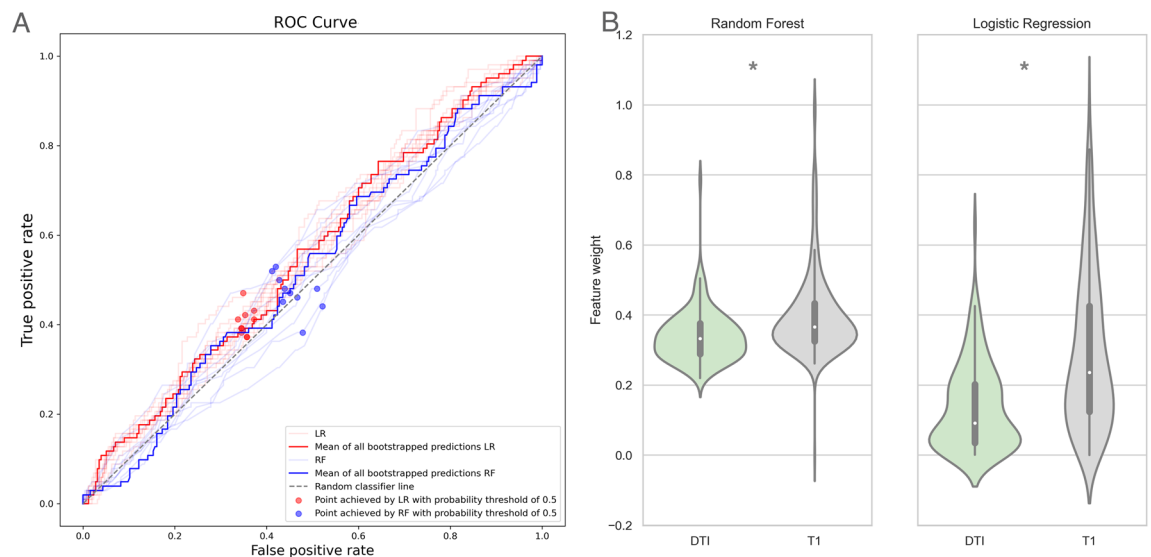 A
ROC Curve
True positive rate
1.0
0.8
0.6
0.4
0.2
0.0
0.0
0.2
0.4
0.6
0.8
1.0
False positive rate
LR
Mean of all bootstrapped predictions LR
RF
Mean of all bootstrapped predictions RF
Random classifier line
Point achieved by LR with probability threshold of 0.5
Point achieved by RF with probability threshold of 0.5
B
Random Forest
Logistic Regression
Feature weight
1.2
1.0
0.8
0.6
0.4
0.2
0.0
−0.2
*
*
DTI
T1
DTI
T1